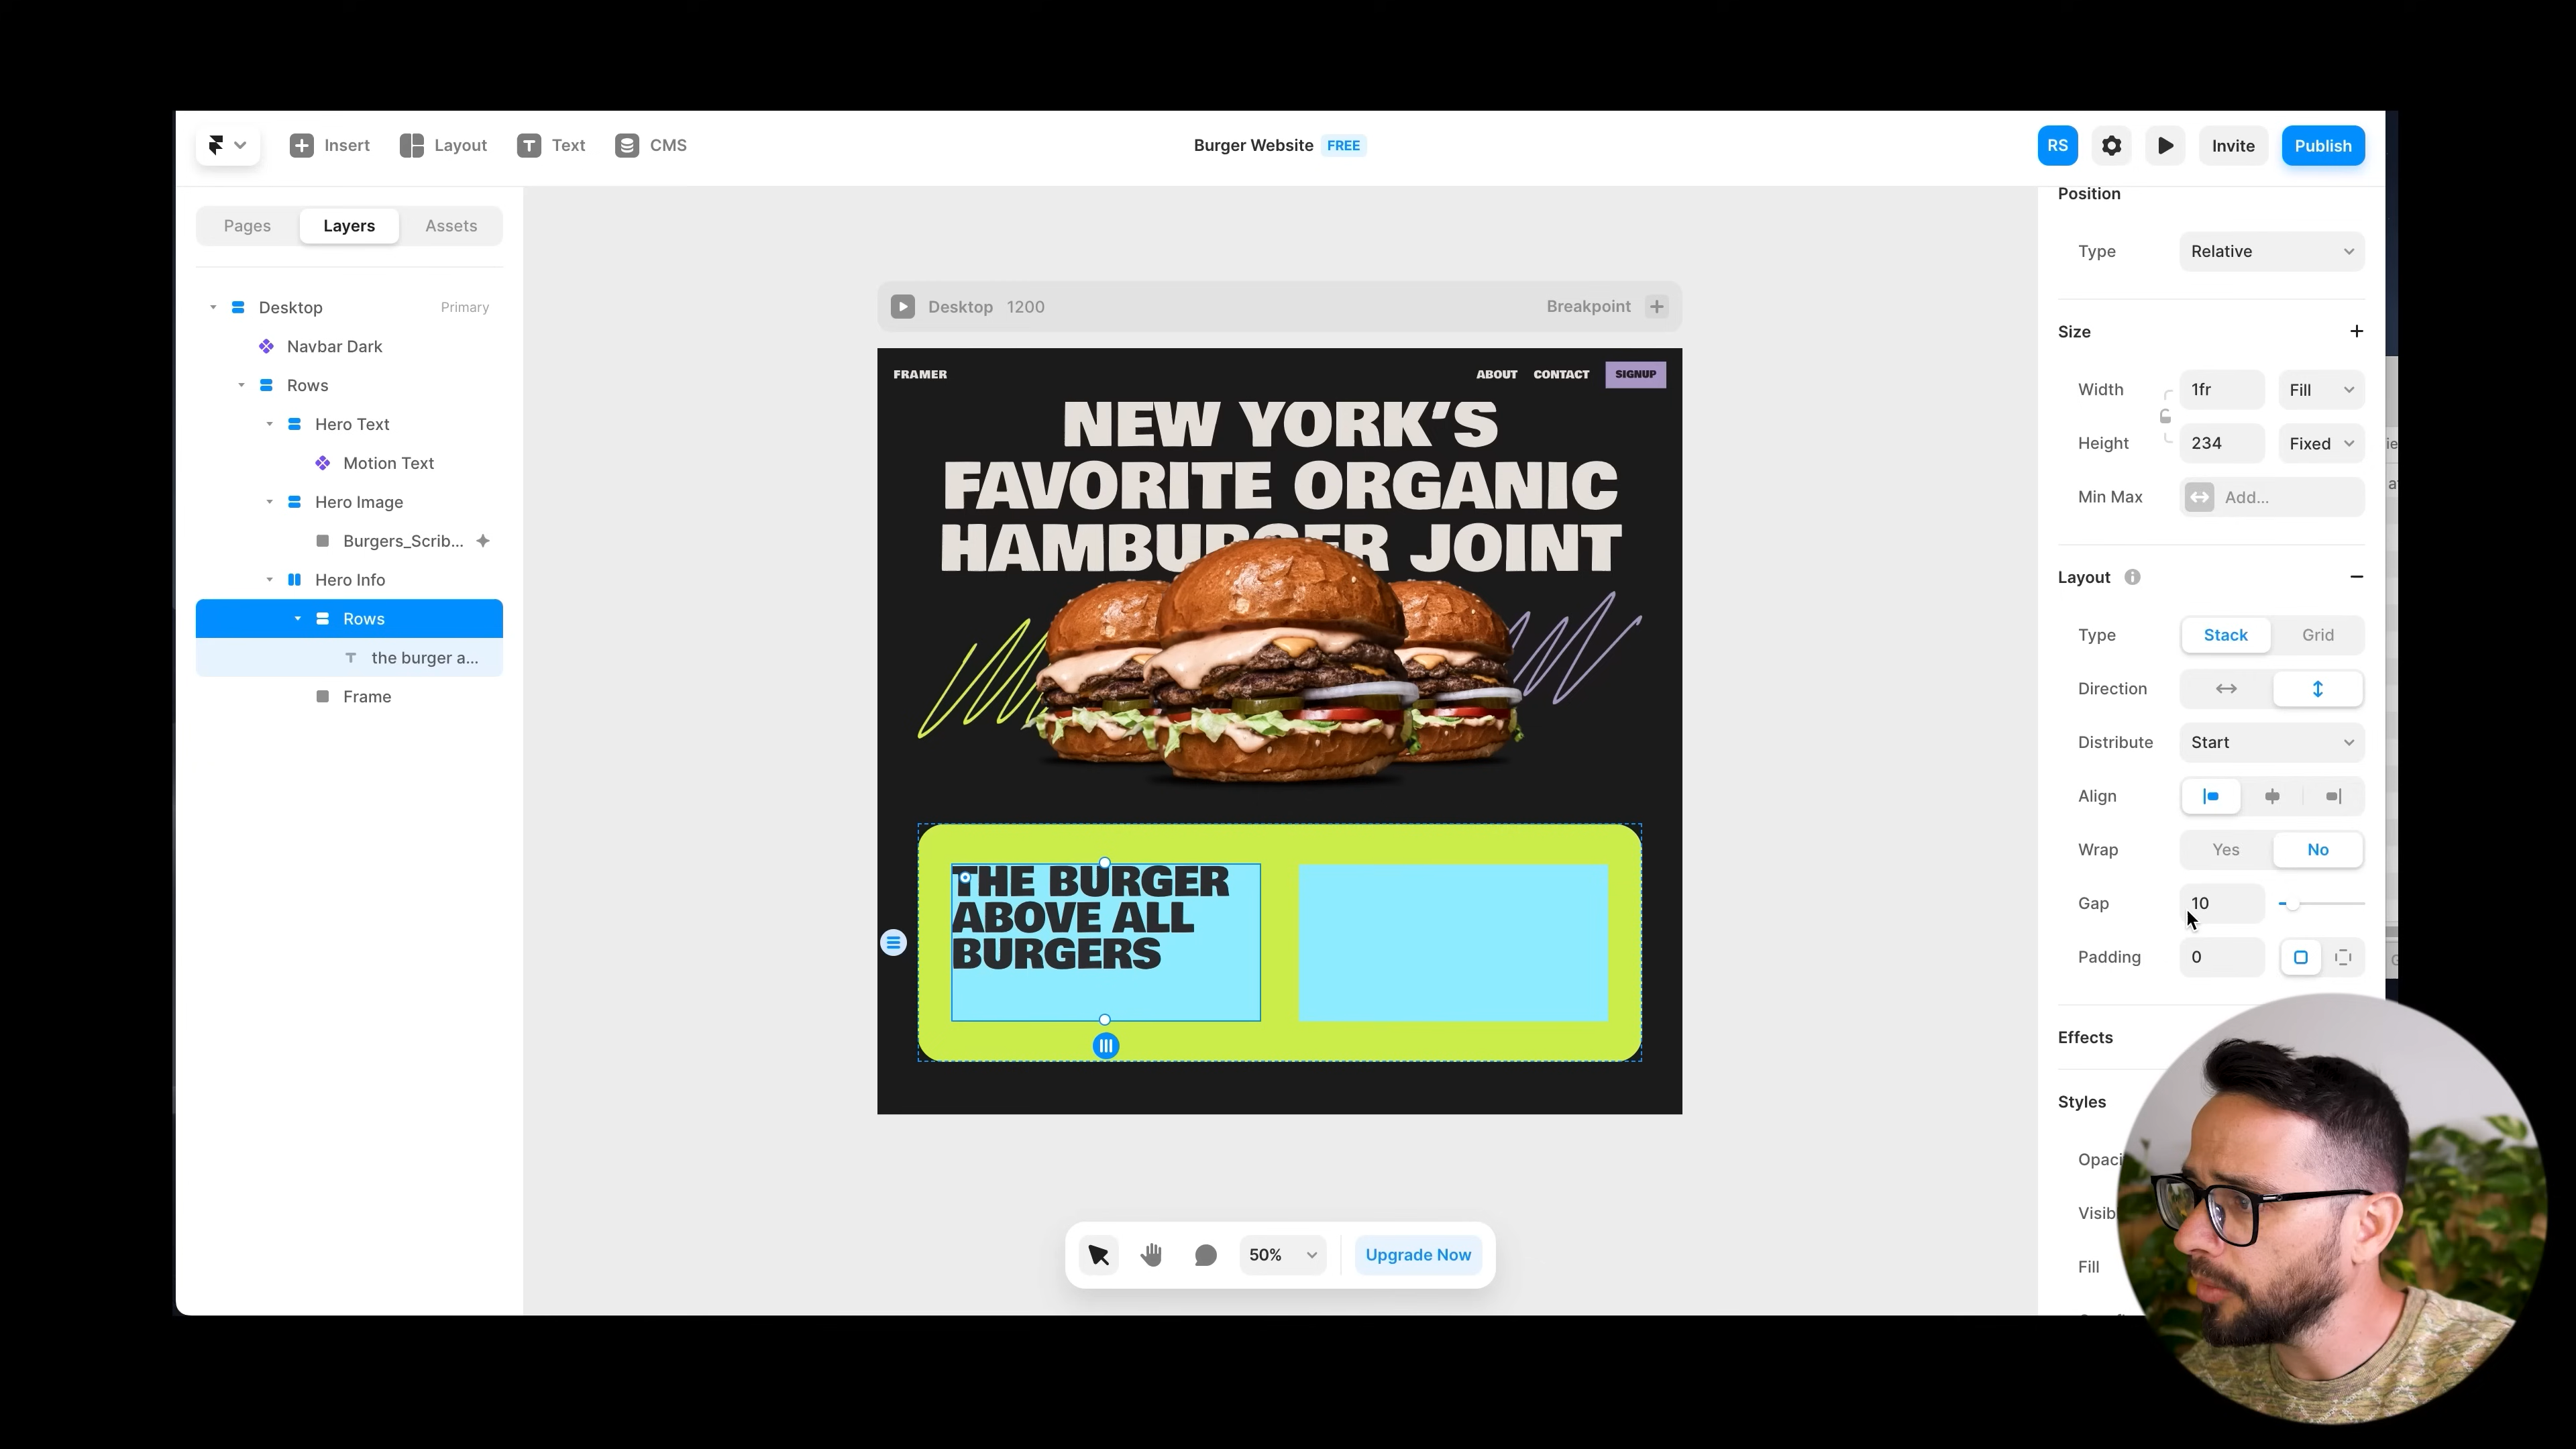 Insert
Layout
Text
CMS
Burger Website FREE
RS
Invite
Publish
Pages
Layers
Assets
Desktop Primary
Navbar Dark
Rows
Hero Text
Motion Text
Hero Image
Burgers_Scrib...
Hero Info
Rows
the burger a...
Frame
Desktop 1200
Breakpoint
FRAMER
ABOUT
CONTACT
SIGNUP
NEW YORK'S
FAVORITE ORGANIC
HAMBURGER JOINT
THE BURGER
ABOVE ALL
BURGERS
50%
Upgrade Now
Position
Type Relative
Size
Width 1fr Fill
Height 234 Fixed
Min Max Add...
Layout
Type Stack Grid
Direction
Distribute Start
Align
Wrap Yes No
Gap 10
Padding 0
Effects
Styles
Opaci
Visib
Fill